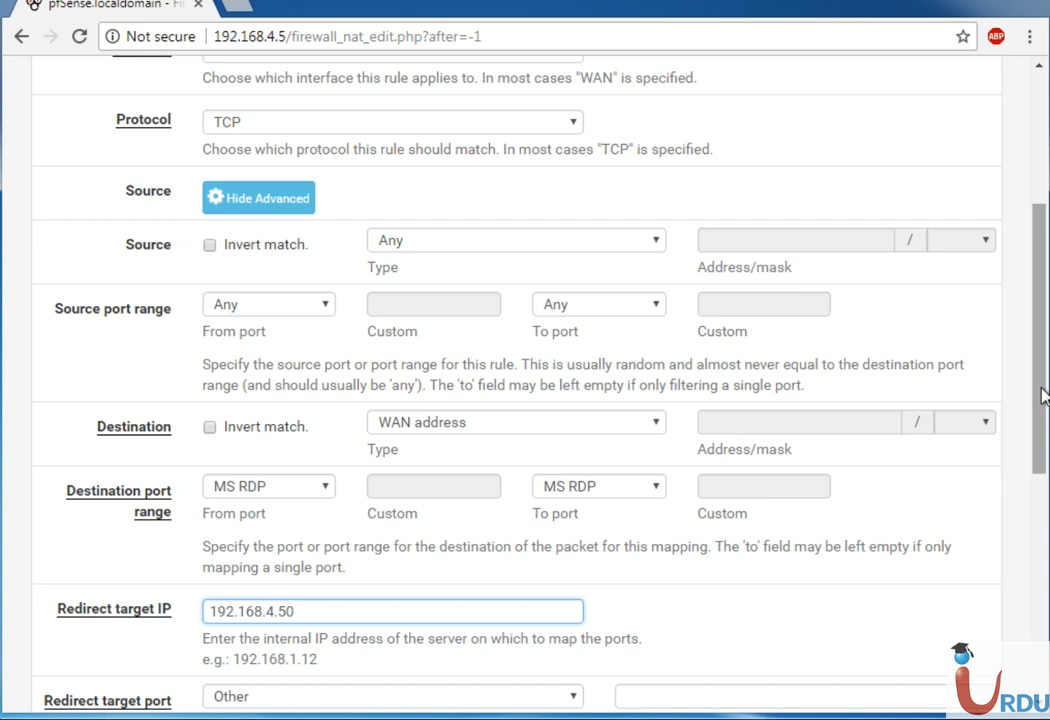 pfSense.localdomain - Fi
Not secure 192.168.4.5/firewall_nat_edit.php?after=-1
ABP
Choose which interface this rule applies to. In most cases "WAN" is specified.
Protocol TCP
Choose which protocol this rule should match. In most cases "TCP" is specified.
Source Hide Advanced
Source Invert match. Any /
Type Address/mask
Source port range Any Any
From port Custom To port Custom
Specify the source port or port range for this rule. This is usually random and almost never equal to the destination port
range (and should usually be 'any'). The 'to' field may be left empty if only filtering a single port.
Destination Invert match. WAN address /
Type Address/mask
Destination port range MS RDP MS RDP
From port Custom To port Custom
Specify the port or port range for the destination of the packet for this mapping. The 'to' field may be left empty if only
mapping a single port.
Redirect target IP 192.168.4.50
Enter the internal IP address of the server on which to map the ports.
e.g.: 192.168.1.12
Redirect target port Other
URDU